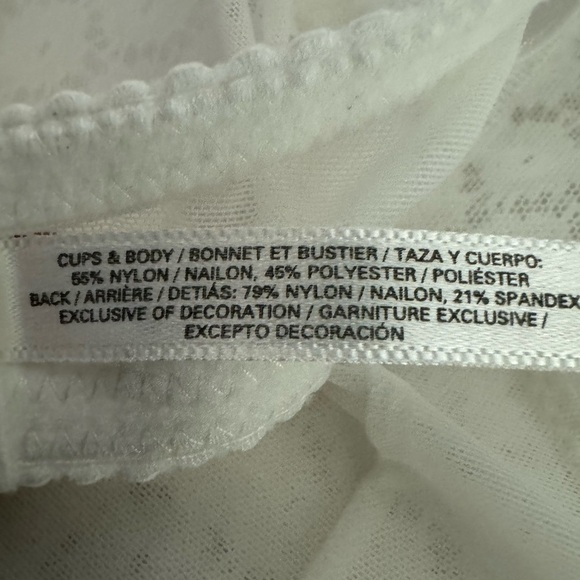 CUPS & BODY / BONNET ET BUSTIER / TAZA Y CUERPO:
55% NYLON / NAILON, 45% POLYESTER / POLIÉSTER
BACK / ARRIÈRE / DETIÁS: 79% NYLON / NAILON, 21% SPANDEX
EXCLUSIVE OF DECORATION / GARNITURE EXCLUSIVE /
EXCEPTO DECORACIÓN